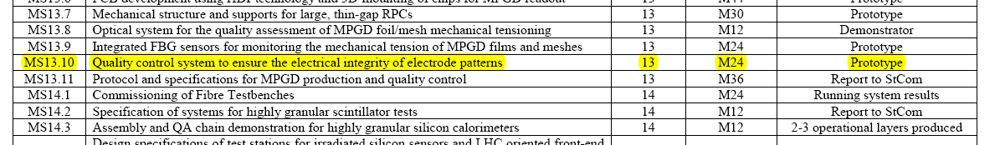 MS13.7 Mechanical structure and supports for large, thin-gap RPCs 13 M30 Prototype
MS13.8 Optical system for the quality assessment of MPGD foil/mesh mechanical tensioning 13 M12 Demonstrator
MS13.9 Integrated FBG sensors for monitoring the mechanical tension of MPGD films and meshes 13 M24 Prototype
MS13.10 Quality control system to ensure the electrical integrity of electrode patterns 13 M24 Prototype
MS13.11 Protocol and specifications for MPGD production and quality control 13 M36 Report to StCom
MS14.1 Commissioning of Fibre Testbenches 14 M24 Running system results
MS14.2 Specification of systems for highly granular scintillator tests 14 M12 Report to StCom
MS14.3 Assembly and QA chain demonstration for highly granular silicon calorimeters 14 M12 2-3 operational layers produced
Design specifications of test stations for irradiated silicon sensors and LHC oriented front-end